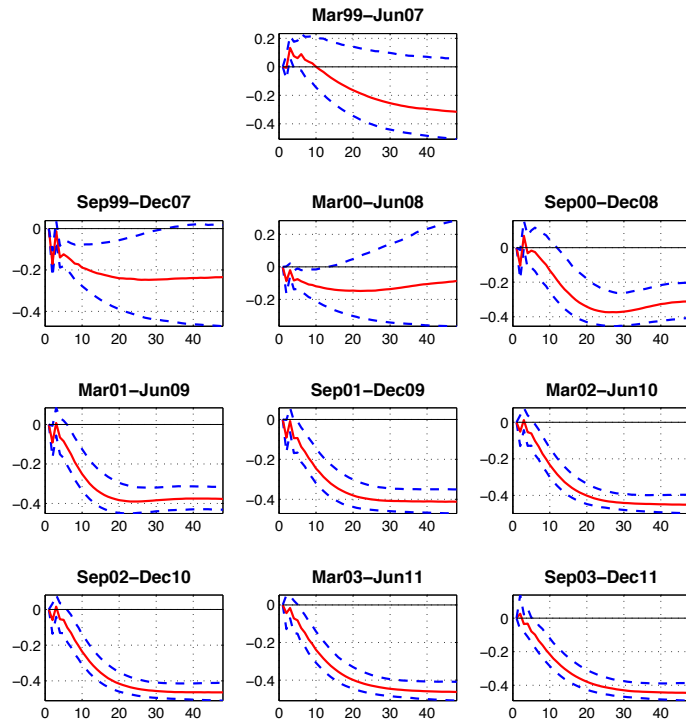 Mar99−Jun07
0.2
0
−0.2
−0.4
0 10 20 30 40
Sep99−Dec07 Mar00−Jun08 Sep00−Dec08
0 0.2 0
−0.2 0 −0.2
−0.4 −0.2 −0.4
0 10 20 30 40 0 10 20 30 40 0 10 20 30 40
Mar01−Jun09 Sep01−Dec09 Mar02−Jun10
0 0 0
−0.2 −0.2 −0.2
−0.4 −0.4 −0.4
0 10 20 30 40 0 10 20 30 40 0 10 20 30 40
Sep02−Dec10 Mar03−Jun11 Sep03−Dec11
0 0 0
−0.2 −0.2 −0.2
−0.4 −0.4 −0.4
0 10 20 30 40 0 10 20 30 40 0 10 20 30 40